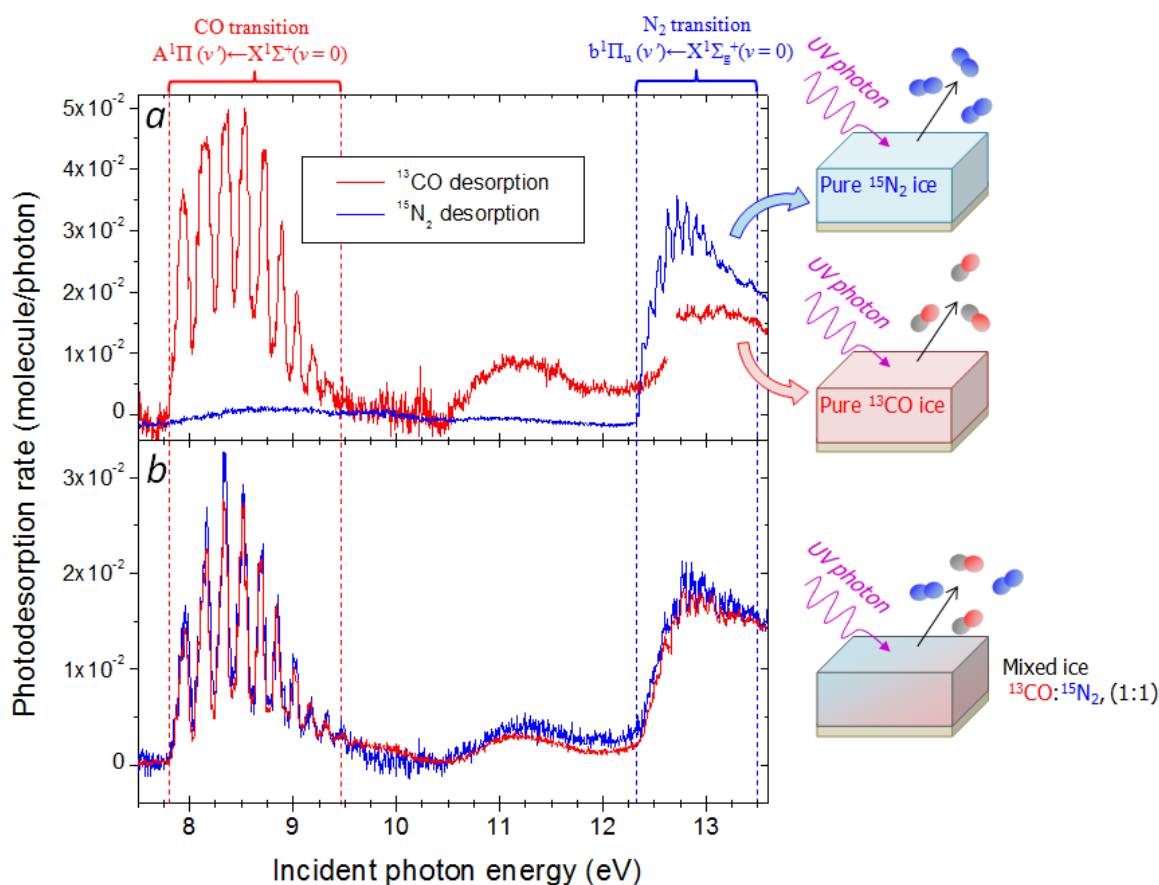 CO transition
A¹Π (v')←X¹Σ⁺(v = 0)
N₂ transition
b¹Πᵤ (v')←X¹Σg⁺(v = 0)
Photodesorption rate (molecule/photon)
a
5x10⁻²
4x10⁻²
3x10⁻²
2x10⁻²
1x10⁻²
0
¹³CO desorption
¹⁵N₂ desorption
UV photon
Pure ¹⁵N₂ ice
UV photon
Pure ¹³CO ice
b
3x10⁻²
2x10⁻²
1x10⁻²
0
UV photon
Mixed ice
¹³CO:¹⁵N₂, (1:1)
8 9 10 11 12 13
Incident photon energy (eV)